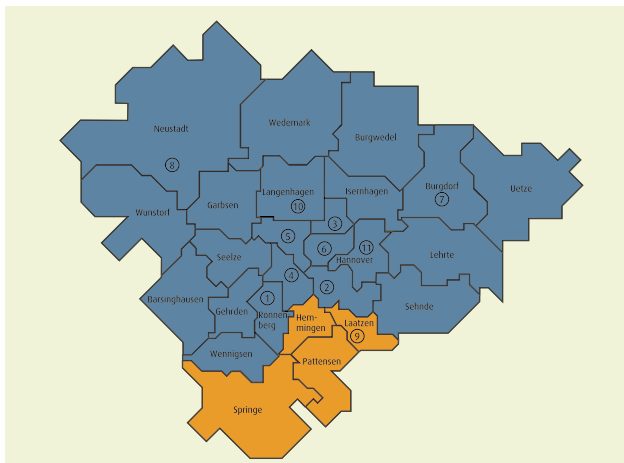 Neustadt
8
Wedemark
Burgwedel
Wunstorf
Garbsen
Langenhagen
10
Isernhagen
Burgdorf
7
Uetze
3
5
6
11
Hannover
Seelze
Lehrte
4
2
Barsinghausen
Gehrden
1
Ronnen-
berg
Sehnde
Hem-
mingen
Laatzen
9
Wennigsen
Pattensen
Springe